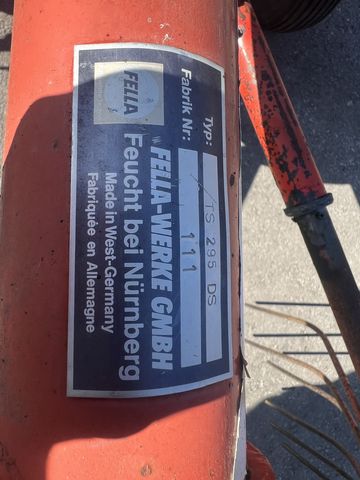 Typ: TS 295 DS
Fabrik Nr: 111
FELLA
FELLA-WERKE GMBH
Feucht bei Nürnberg
Made in West-Germany
Fabriquée en Allemagne